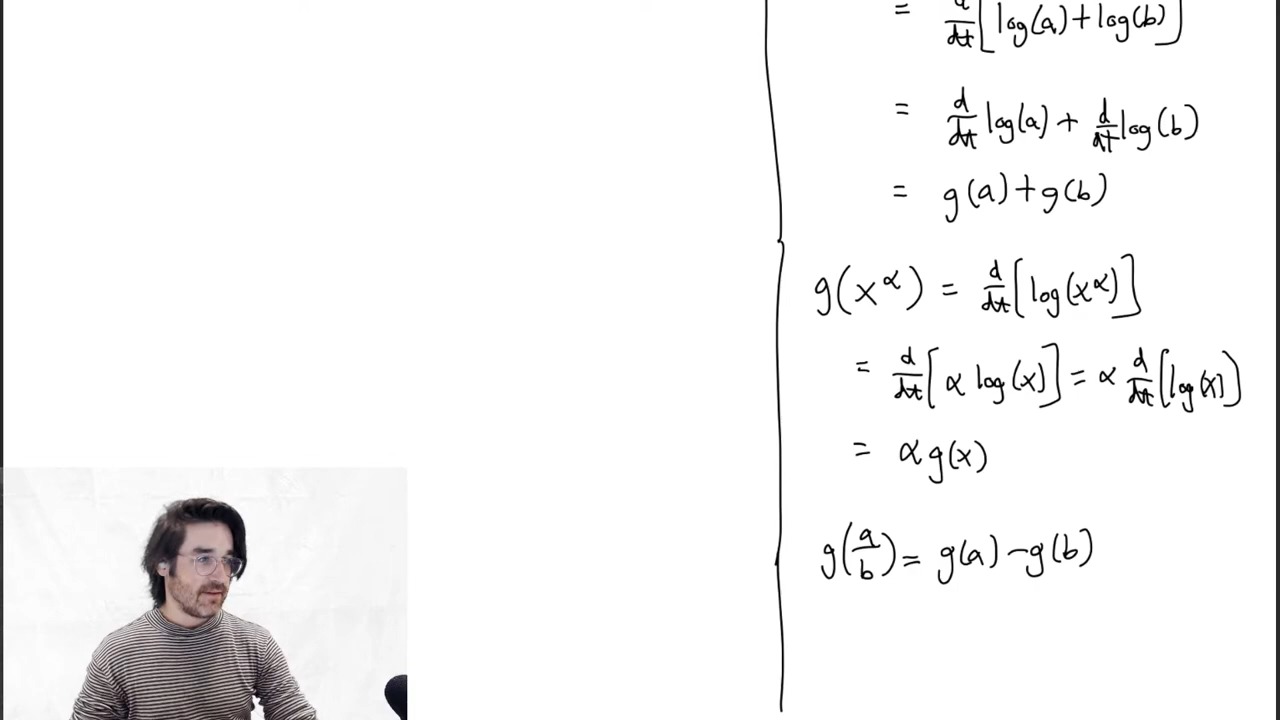 = d/dt[log(a)+log(b)]
= d/dt log(a) + d/dt log(b)
= g(a)+g(b)
g(x^α) = d/dt[log(x^α)]
= d/dt[α log(x)] = α d/dt[log(x)]
= α g(x)
g(a/b) = g(a) - g(b)